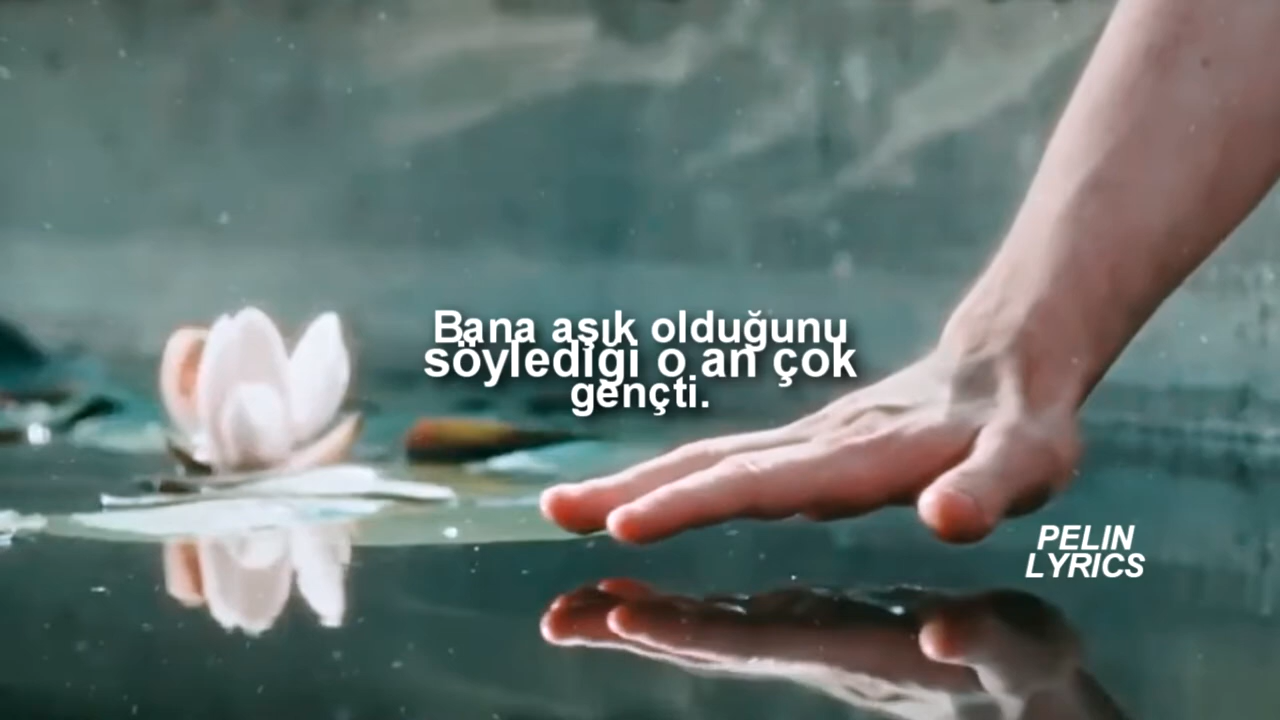 Bana aşık olduğunu
söylediği o an çok
gençti.
PELIN
LYRICS